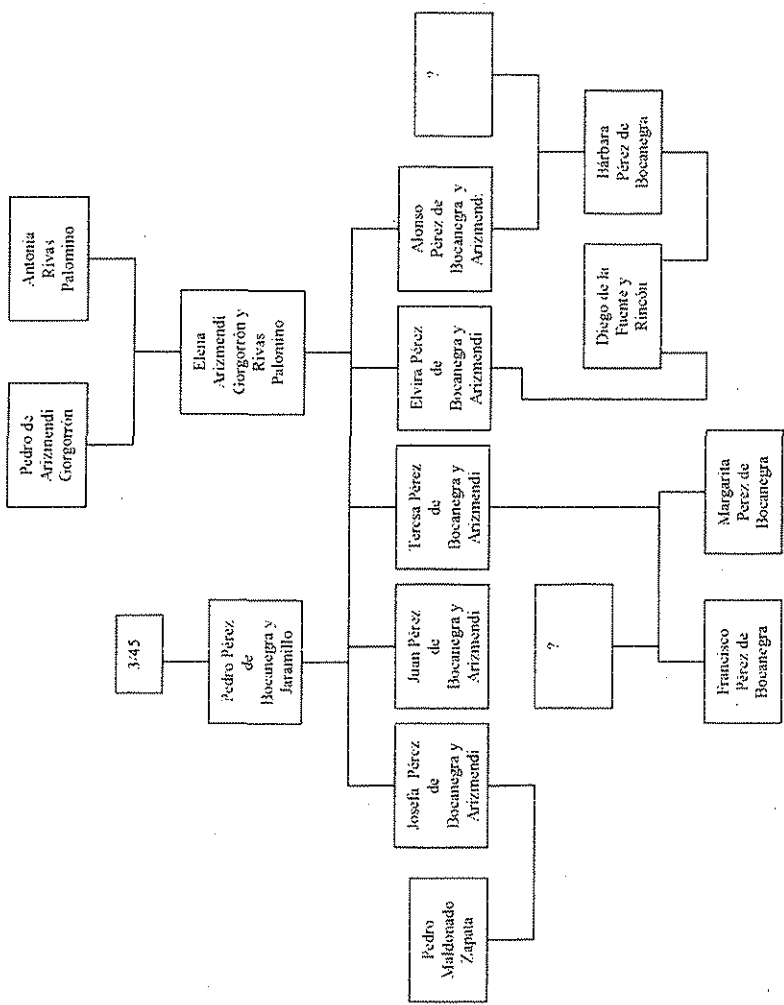 Pedro de
Arizmendi
Gorgorrón
Antonia
Rivas
Palomino
3/45
Pedro Pérez
de
Bocanegra y
Jaramillo
Elena
Arizmendi
Gorgorrón y
Rivas
Palomino
Josefa Pérez
de
Bocanegra y
Arizmendi
Juan Pérez
de
Bocanegra y
Arizmendi
Teresa Pérez
de
Bocanegra y
Arizmendi
Elvira Pérez
de
Bocanegra y
Arizmendi
Alonso
Pérez de
Bocanegra y
Arizmendi
?
Pedro
Maldonado
Zapata
?
Diego de la
Fuente y
Rincón
Bárbara
Pérez de
Bocanegra
Francisco
Pérez de
Bocanegra
Margarita
Perez de
Bocanegra